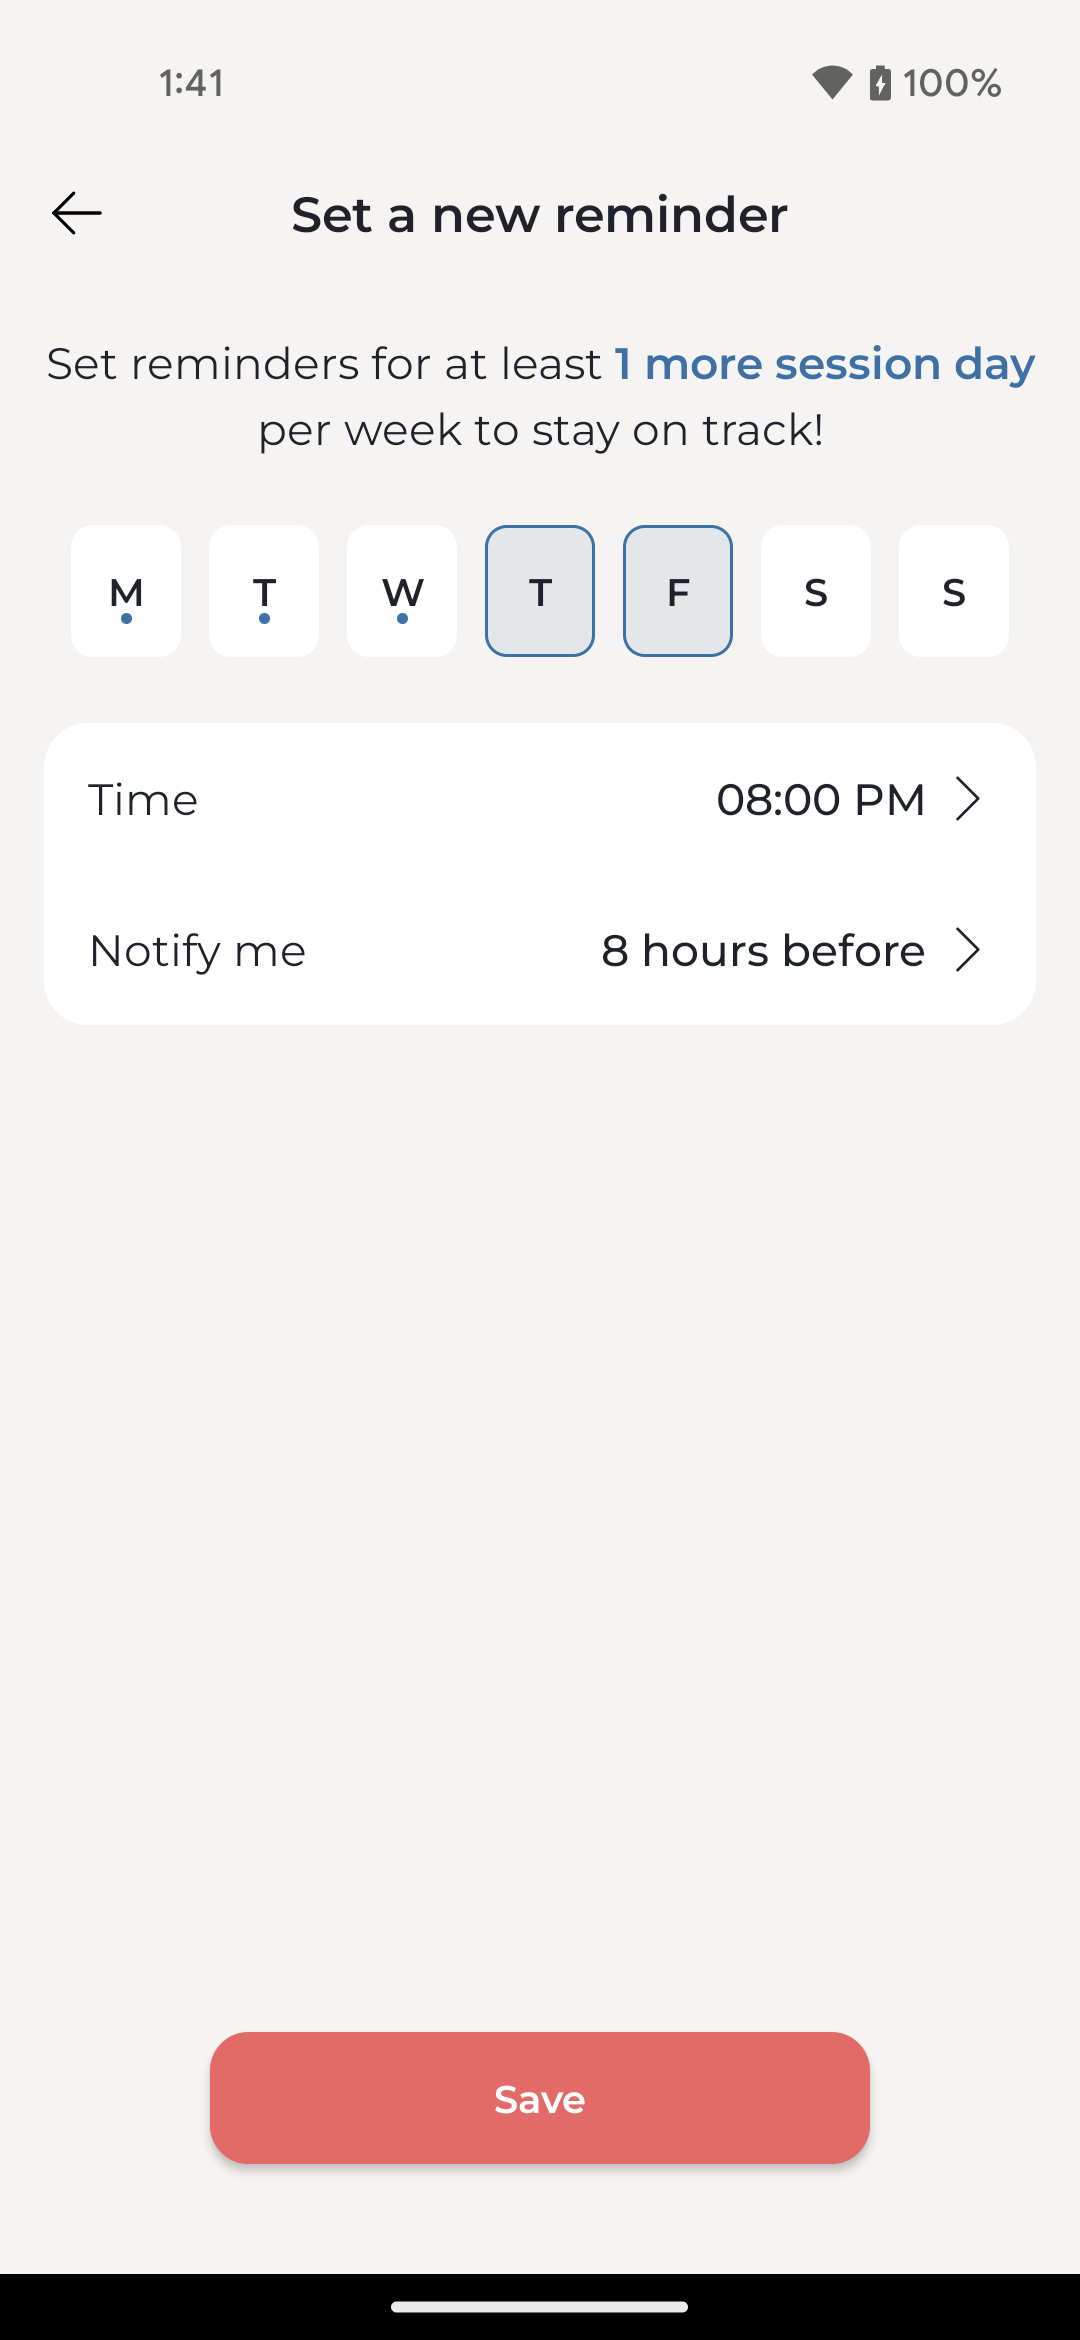 1:41
100%
Set a new reminder
Set reminders for at least 1 more session day
per week to stay on track!
M T W T F S S
Time 08:00 PM
Notify me 8 hours before
Save